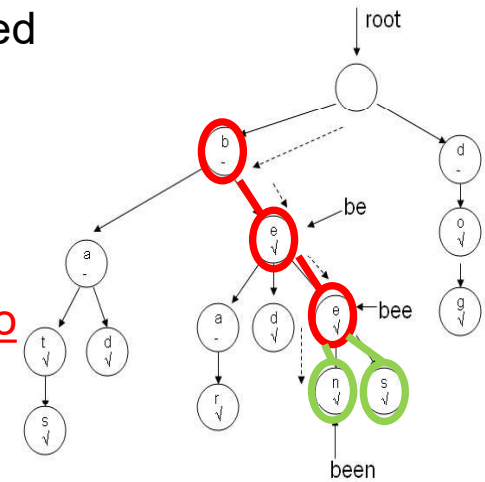 ed
root
b
-
d
-
be
e
√
o
√
a
-
o
bee
e
√
g
√
a
-
d
√
t
√
d
√
n
√
s
√
r
√
s
√
been